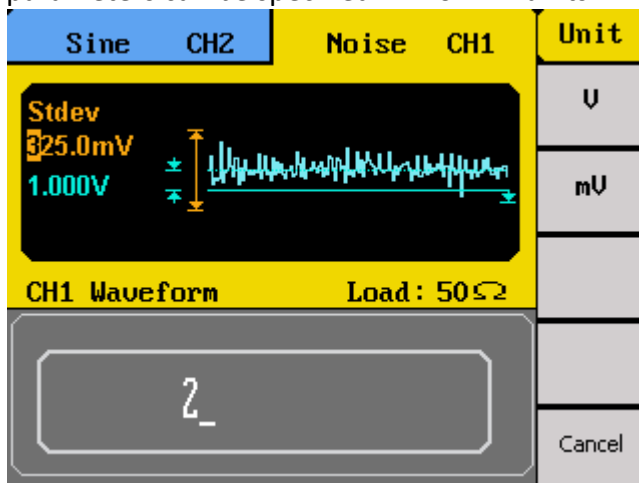 Sine CH2 Noise CH1 Unit
Stdev
325.0mV
1.000V
V
mV
CH1 Waveform Load: 50Ω
2_
Cancel